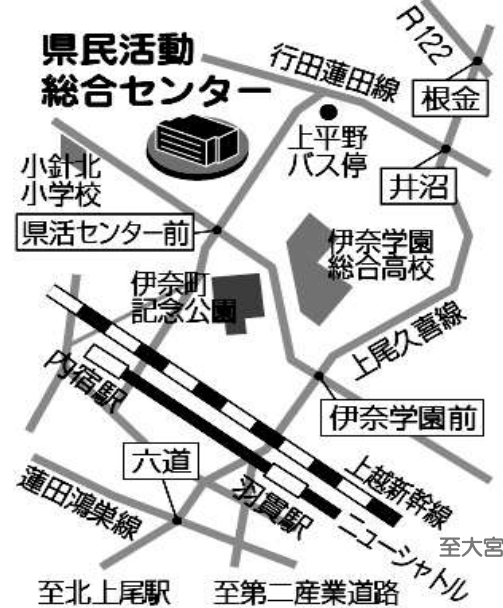 県民活動
総合センター
R122
行田蓮田線
根金
上平野
バス停
井沼
小針北
小学校
県活センター前
伊奈学園
総合高校
伊奈町
記念公園
上尾久喜線
内宿駅
伊奈学園前
六道
上越新幹線
羽貫駅
蓮田鴻巣線
ニューシャトル
至大宮
至北上尾駅
至第二産業道路